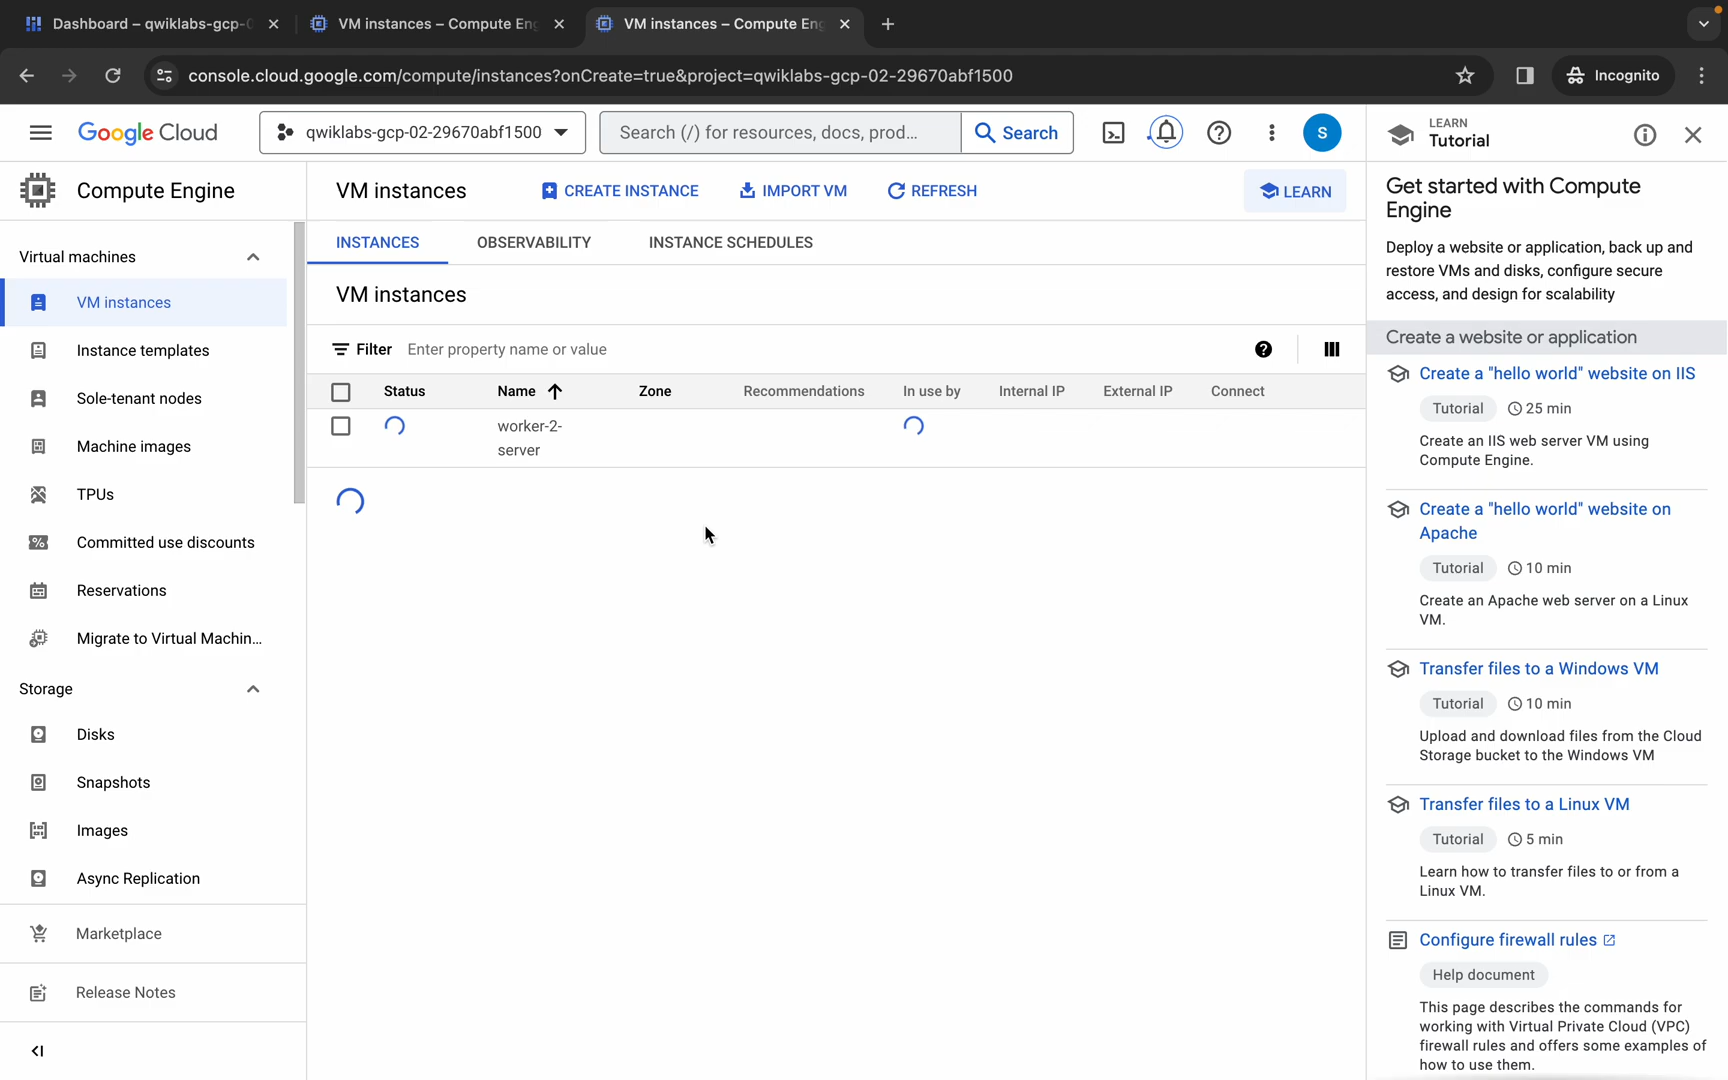 Dashboard – qwiklabs-gcp-
VM instances – Compute En
VM instances – Compute En
console.cloud.google.com/compute/instances?onCreate=true&project=qwiklabs-gcp-02-29670abf1500
Incognito
Google Cloud
qwiklabs-gcp-02-29670abf1500
Search (/) for resources, docs, prod...
Search
S
LEARN
Tutorial
Compute Engine
VM instances
CREATE INSTANCE
IMPORT VM
REFRESH
LEARN
Virtual machines
VM instances
Instance templates
Sole-tenant nodes
Machine images
TPUs
Committed use discounts
Reservations
Migrate to Virtual Machin...
Storage
Disks
Snapshots
Images
Async Replication
Marketplace
Release Notes
INSTANCES
OBSERVABILITY
INSTANCE SCHEDULES
VM instances
Filter
Enter property name or value
Status
Name
Zone
Recommendations
In use by
Internal IP
External IP
Connect
worker-2-
server
Get started with Compute
Engine
Deploy a website or application, back up and
restore VMs and disks, configure secure
access, and design for scalability
Create a website or application
Create a "hello world" website on IIS
Tutorial
25 min
Create an IIS web server VM using
Compute Engine.
Create a "hello world" website on
Apache
Tutorial
10 min
Create an Apache web server on a Linux
VM.
Transfer files to a Windows VM
Tutorial
10 min
Upload and download files from the Cloud
Storage bucket to the Windows VM
Transfer files to a Linux VM
Tutorial
5 min
Learn how to transfer files to or from a
Linux VM.
Configure firewall rules
Help document
This page describes the commands for
working with Virtual Private Cloud (VPC)
firewall rules and offers some examples of
how to use them.